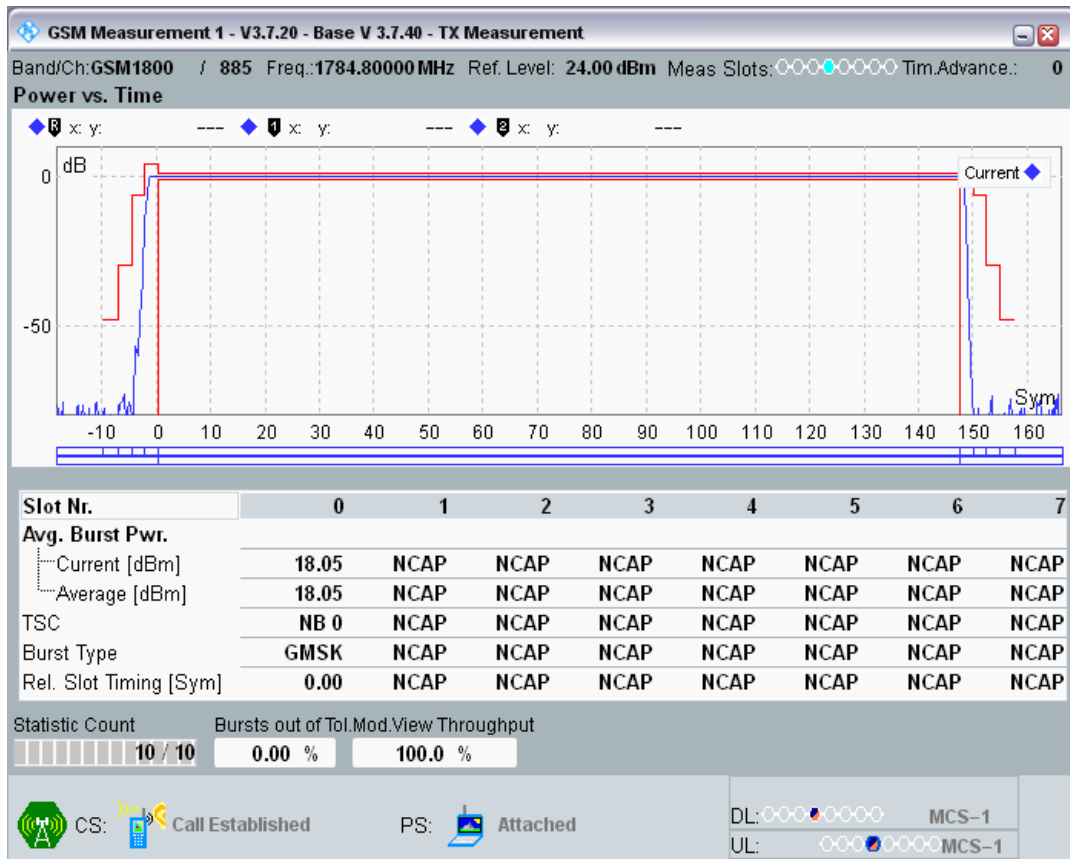 GSM Measurement 1 - V3.7.20 - Base V 3.7.40 - TX Measurement
Band/Ch:GSM1800 / 885 Freq.:1784.80000 MHz Ref. Level: 24.00 dBm Meas Slots: Tim.Advance.: 0
Power vs. Time
R x: y: --- 1 x: y: --- 2 x: y: ---
dB
Current
0
-50
Sym
-10 0 10 20 30 40 50 60 70 80 90 100 110 120 130 140 150 160
Slot Nr. 0 1 2 3 4 5 6 7
Avg. Burst Pwr.
Current [dBm] 18.05 NCAP NCAP NCAP NCAP NCAP NCAP NCAP
Average [dBm] 18.05 NCAP NCAP NCAP NCAP NCAP NCAP NCAP
TSC NB 0 NCAP NCAP NCAP NCAP NCAP NCAP NCAP
Burst Type GMSK NCAP NCAP NCAP NCAP NCAP NCAP NCAP
Rel. Slot Timing [Sym] 0.00 NCAP NCAP NCAP NCAP NCAP NCAP NCAP
Statistic Count Bursts out of Tol.Mod.View Throughput
10 / 10 0.00 % 100.0 %
CS: Call Established PS: Attached
DL: MCS-1
UL: MCS-1